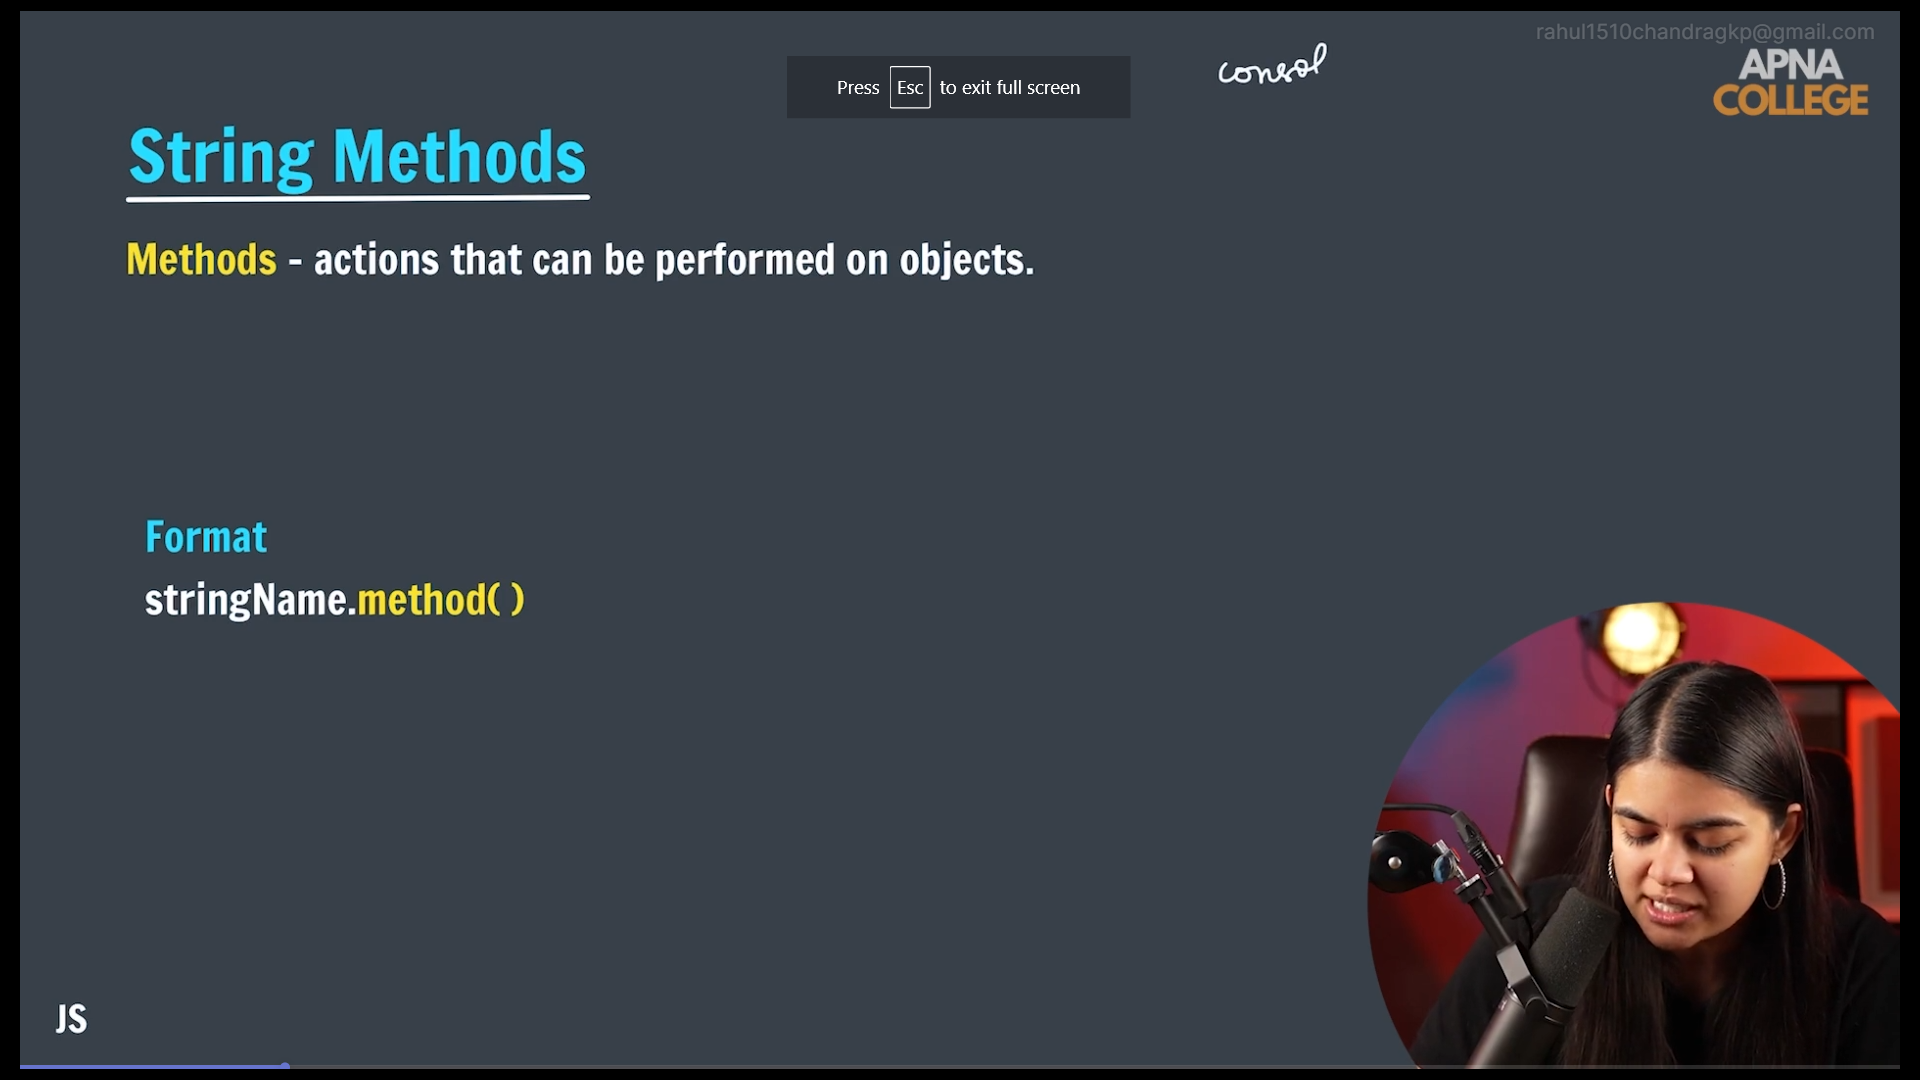 rahul1510chandragkp@gmail.com
Press Esc to exit full screen
consol
APNA
COLLEGE
String Methods
Methods - actions that can be performed on objects.
Format
stringName.method( )
JS